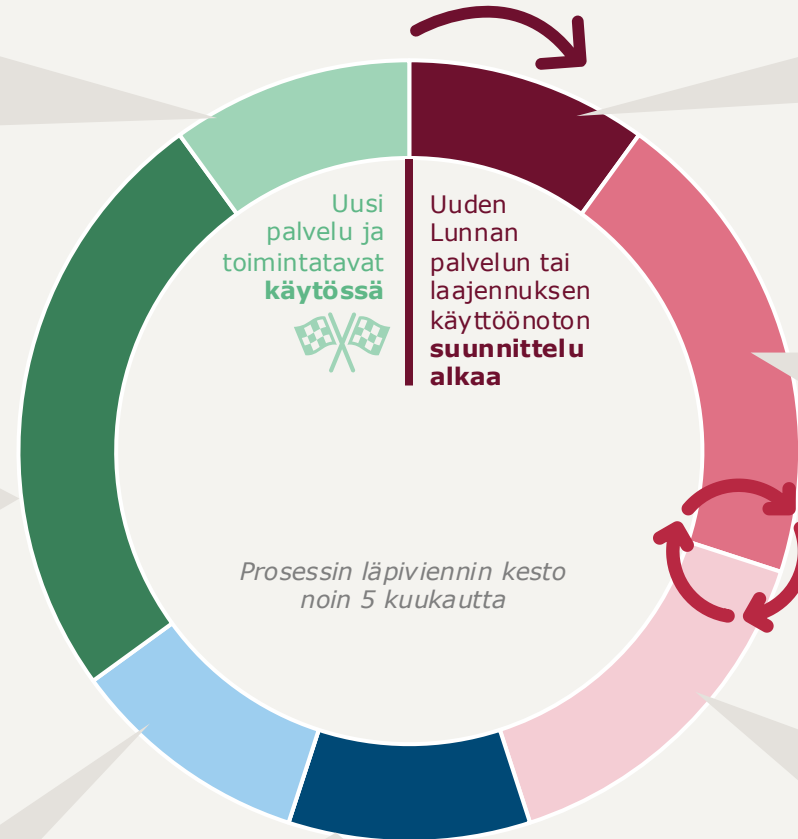 Uusi
palvelu ja
toimintatavat
käytössä
Uuden
Lunnan
palvelun tai
laajennuksen
käyttöönoton
suunnittelu
alkaa
Prosessin läpiviennin kesto
noin 5 kuukautta